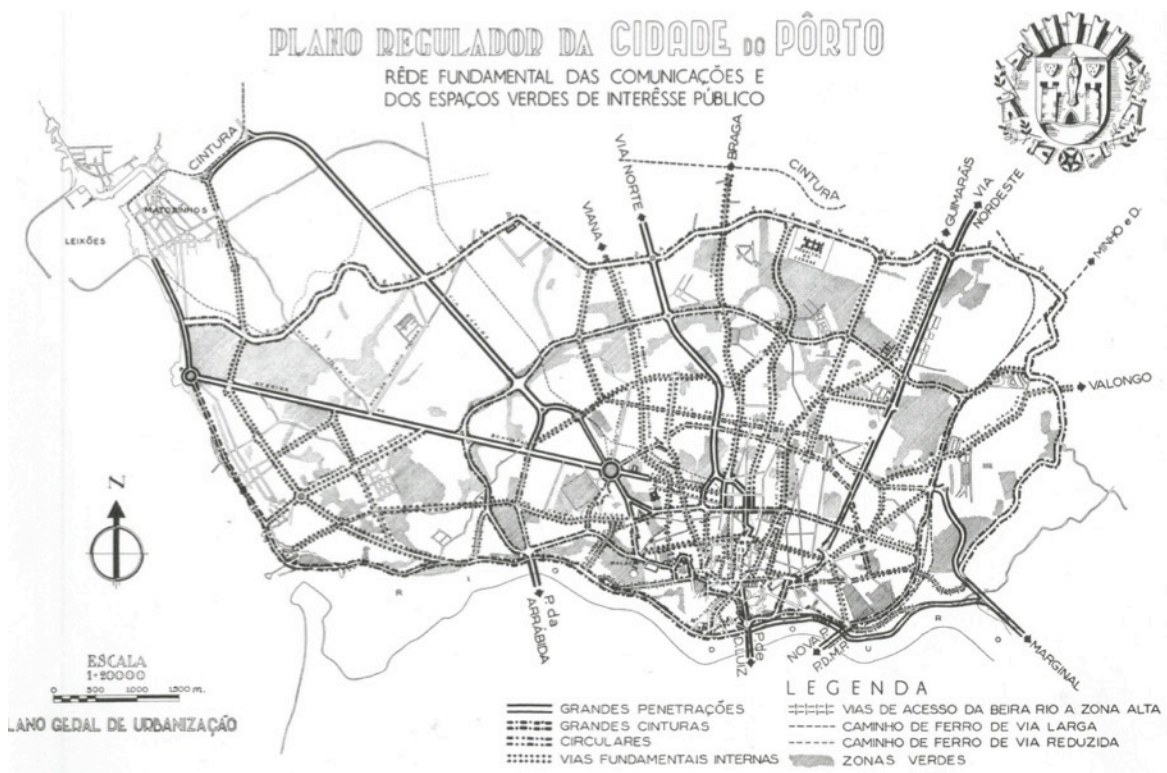 PLANO REGULADOR DA CIDADE DO PÔRTO
RÊDE FUNDAMENTAL DAS COMUNICAÇÕES E
DOS ESPAÇOS VERDES DE INTERÊSSE PÚBLICO
CINTURA
MATOZINHOS
LEIXÕES
VIANA
VIA NORTE
BRAGA
CINTURA
GUIMARÃIS
VIA NORDESTE
MINHO e D.
VALONGO
AVENIDA
N
P. da ARRÁBIDA
P. de D. LUIZ
NOVA P.
P. D. M. P.
MARGINAL
R I O D O U R O
ESCALA
1=20000
0 500 1000 1500 m.
LANO GERAL DE URBANIZAÇÃO
LEGENDA
GRANDES PENETRAÇÕES
GRANDES CINTURAS
CIRCULARES
VIAS FUNDAMENTAIS INTERNAS
VIAS DE ACESSO DA BEIRA RIO A ZONA ALTA
CAMINHO DE FERRO DE VIA LARGA
CAMINHO DE FERRO DE VIA REDUZIDA
ZONAS VERDES